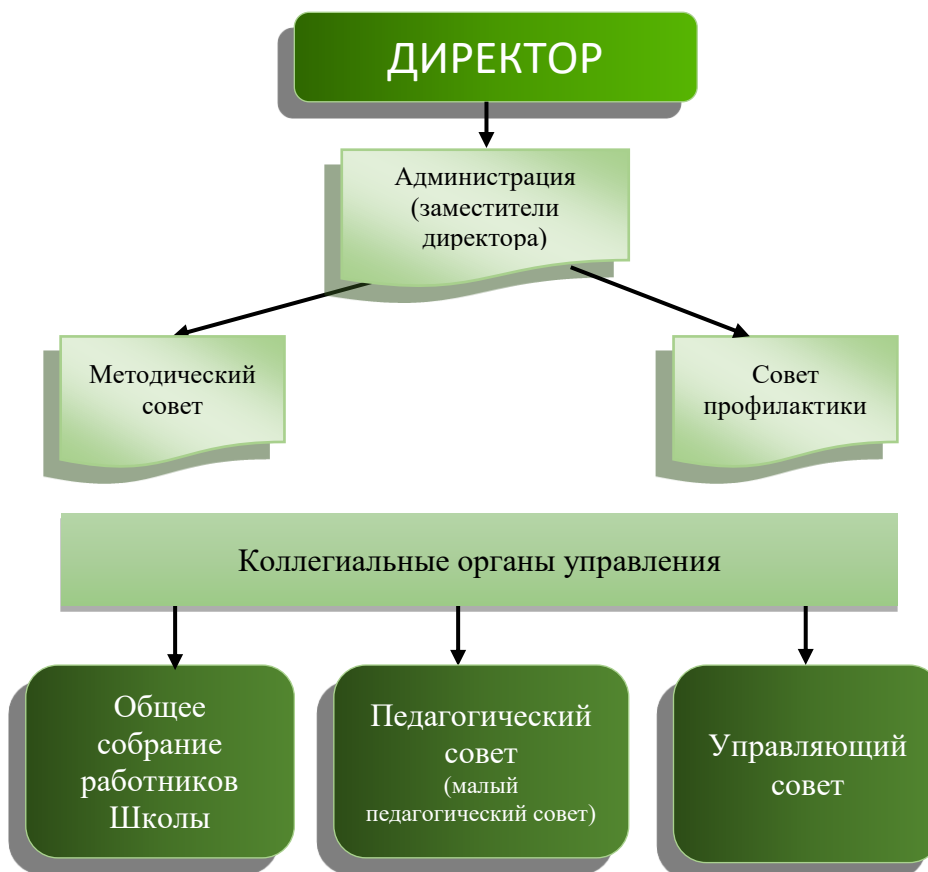 ДИРЕКТОР
Администрация
(заместители
директора)
Методический
совет
Совет
профилактики
Коллегиальные органы управления
Общее
собрание
работников
Школы
Педагогический
совет
(малый
педагогический совет)
Управляющий
совет